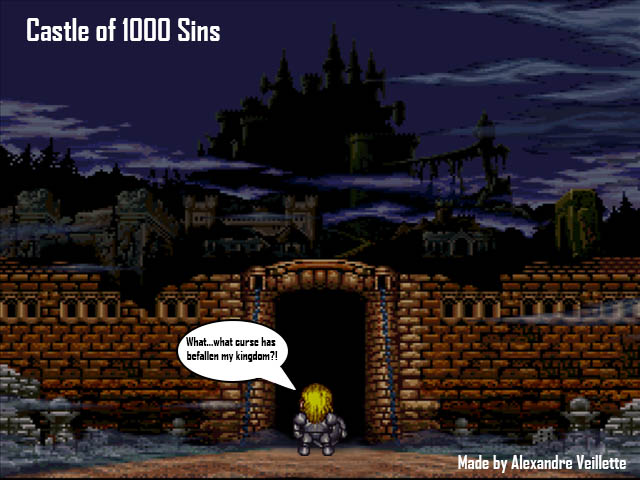 Castle of 1000 Sins
What...what curse has
befallen my kingdom?!
Made by Alexandre Veillette